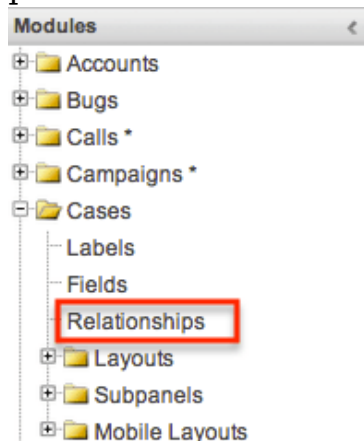 Modules <
Accounts
Bugs
Calls *
Campaigns *
Cases
Labels
Fields
Relationships
Layouts
Subpanels
Mobile Layouts